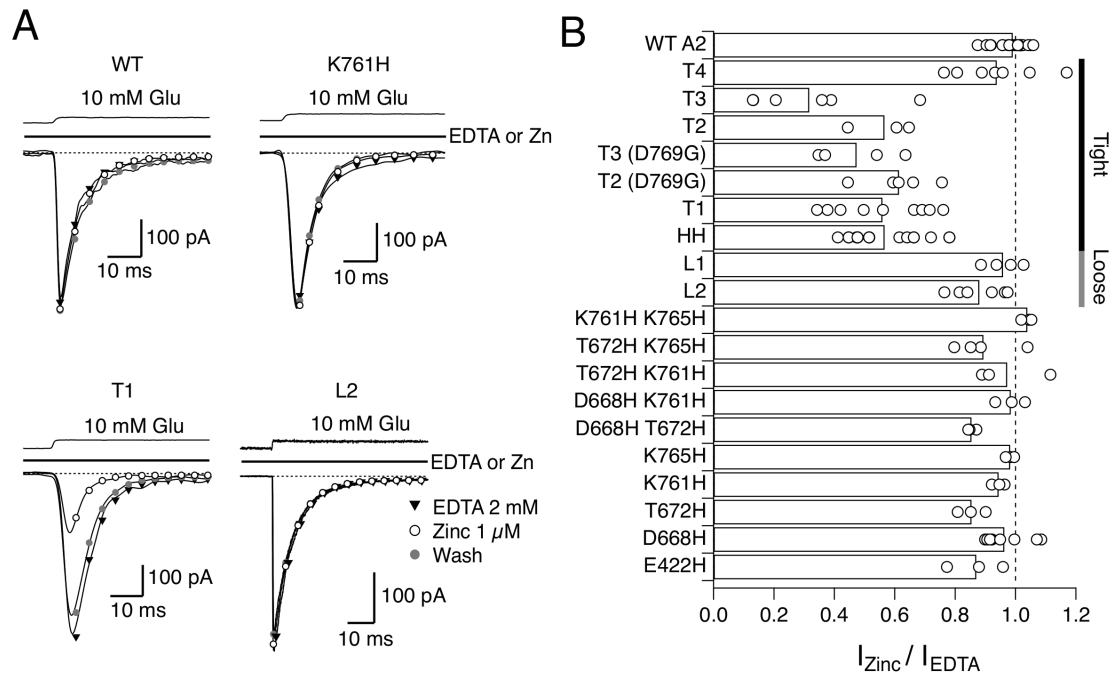 A
WT
10 mM Glu
100 pA
10 ms
K761H
10 mM Glu
EDTA or Zn
100 pA
10 ms
T1
10 mM Glu
100 pA
10 ms
L2
10 mM Glu
EDTA or Zn
EDTA 2 mM
Zinc 1 µM
Wash
100 pA
10 ms
B
WT A2
T4
T3
T2
T3 (D769G)
T2 (D769G)
T1
HH
L1
L2
K761H K765H
T672H K765H
T672H K761H
D668H K761H
D668H T672H
K765H
K761H
T672H
D668H
E422H
Tight
Loose
0.0 0.2 0.4 0.6 0.8 1.0 1.2
IZinc / IEDTA